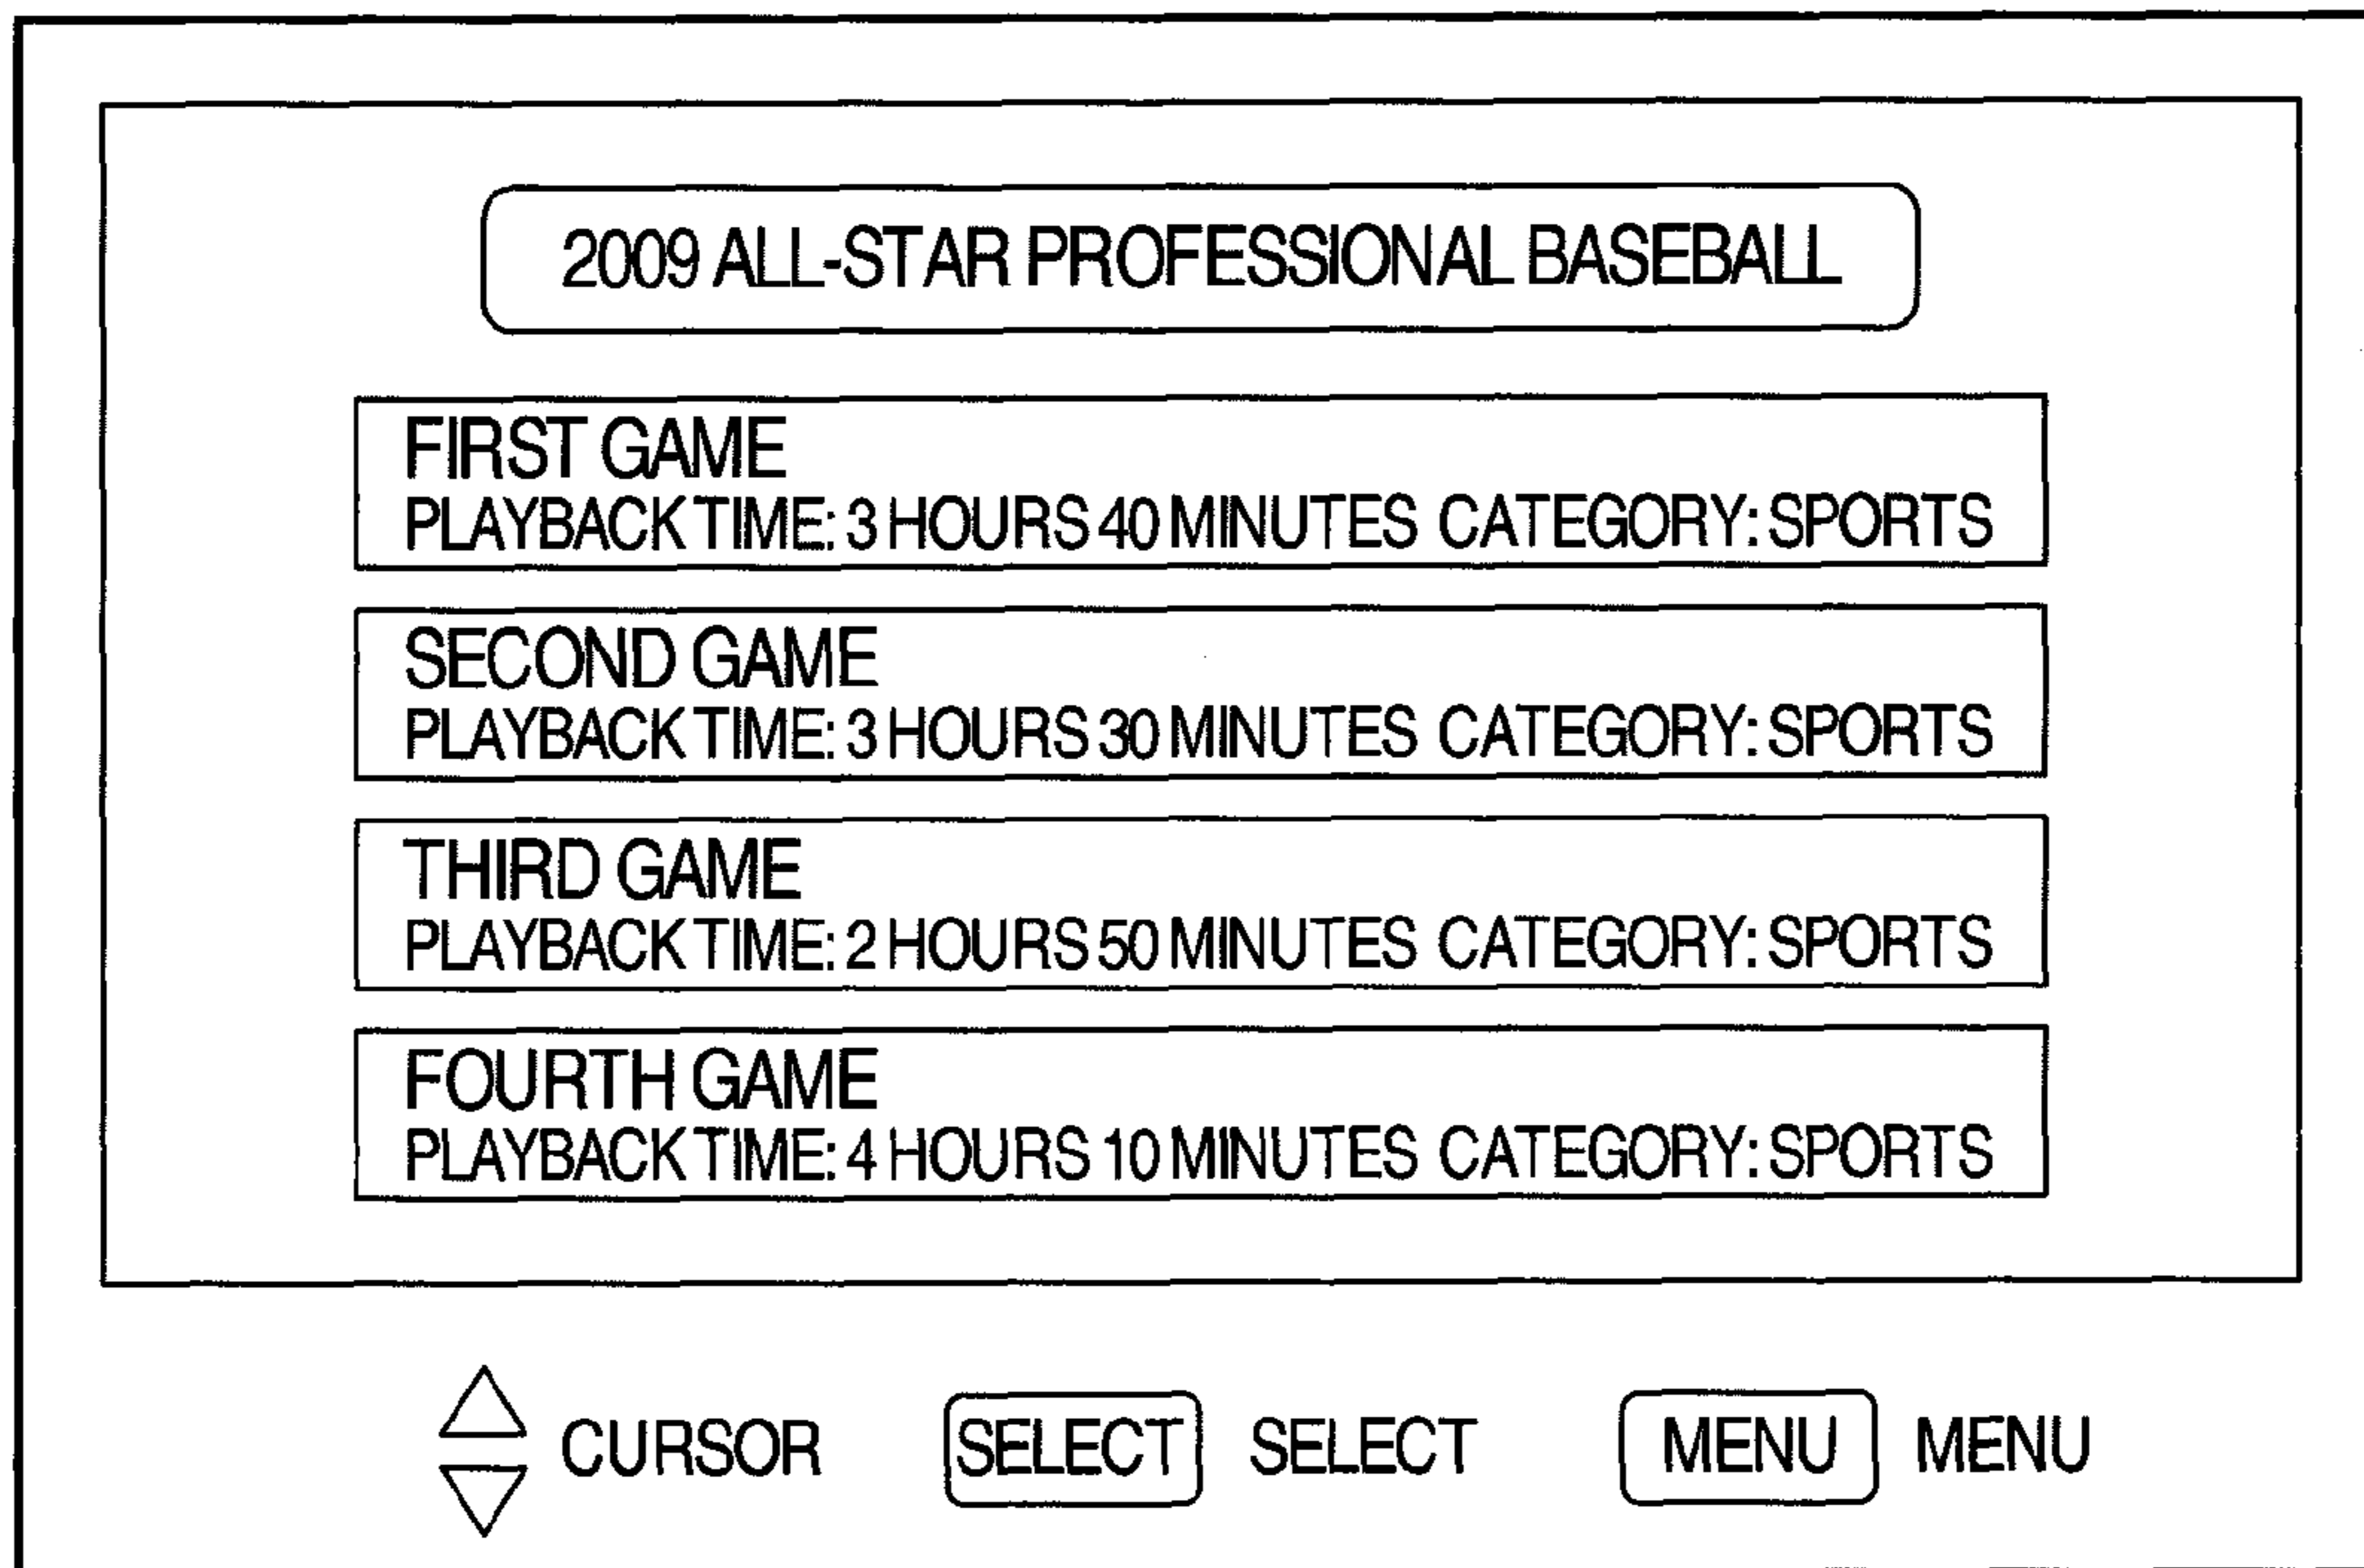 2009 ALL-STAR PROFESSIONAL BASEBALL
FIRST GAME
PLAYBACK TIME: 3 HOURS 40 MINUTES CATEGORY: SPORTS
SECOND GAME
PLAYBACK TIME: 3 HOURS 30 MINUTES CATEGORY: SPORTS
THIRD GAME
PLAYBACK TIME: 2 HOURS 50 MINUTES CATEGORY: SPORTS
FOURTH GAME
PLAYBACK TIME: 4 HOURS 10 MINUTES CATEGORY: SPORTS
CURSOR SELECT SELECT MENU MENU